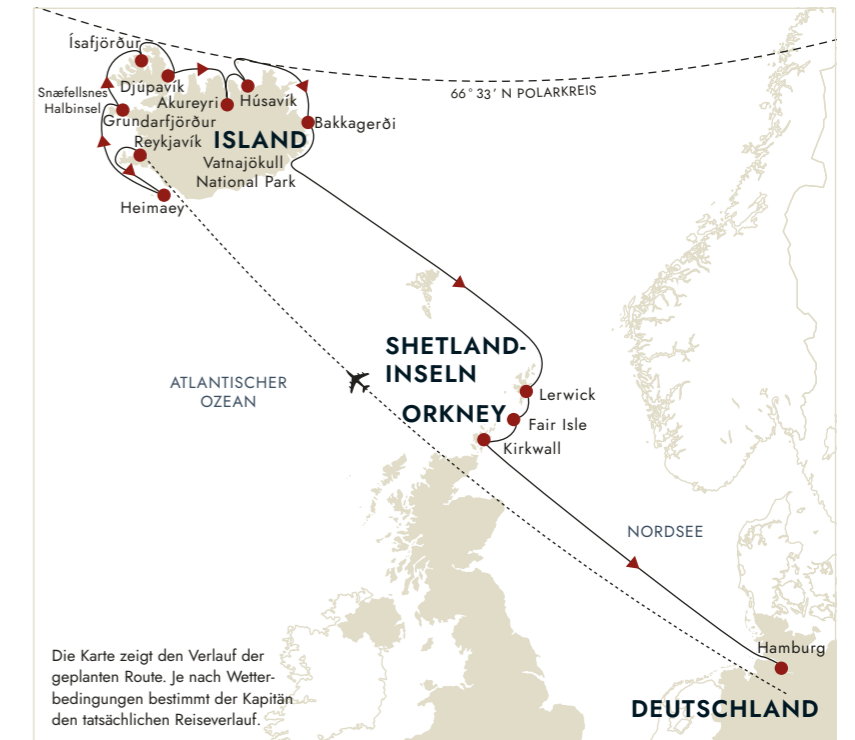 Ísafjörður
66° 33' N POLARKREIS
Djúpavík
Snæfellsnes
Halbinsel
Akureyri
Húsavík
Grundarfjörður
Bakkagerði
Reykjavík
ISLAND
Vatnajökull
National Park
Heimaey
SHETLAND-
INSELN
ATLANTISCHER
OZEAN
Lerwick
ORKNEY
Fair Isle
Kirkwall
NORDSEE
Hamburg
Die Karte zeigt den Verlauf der
geplanten Route. Je nach Wetter-
bedingungen bestimmt der Kapitän
den tatsächlichen Reiseverlauf.
DEUTSCHLAND